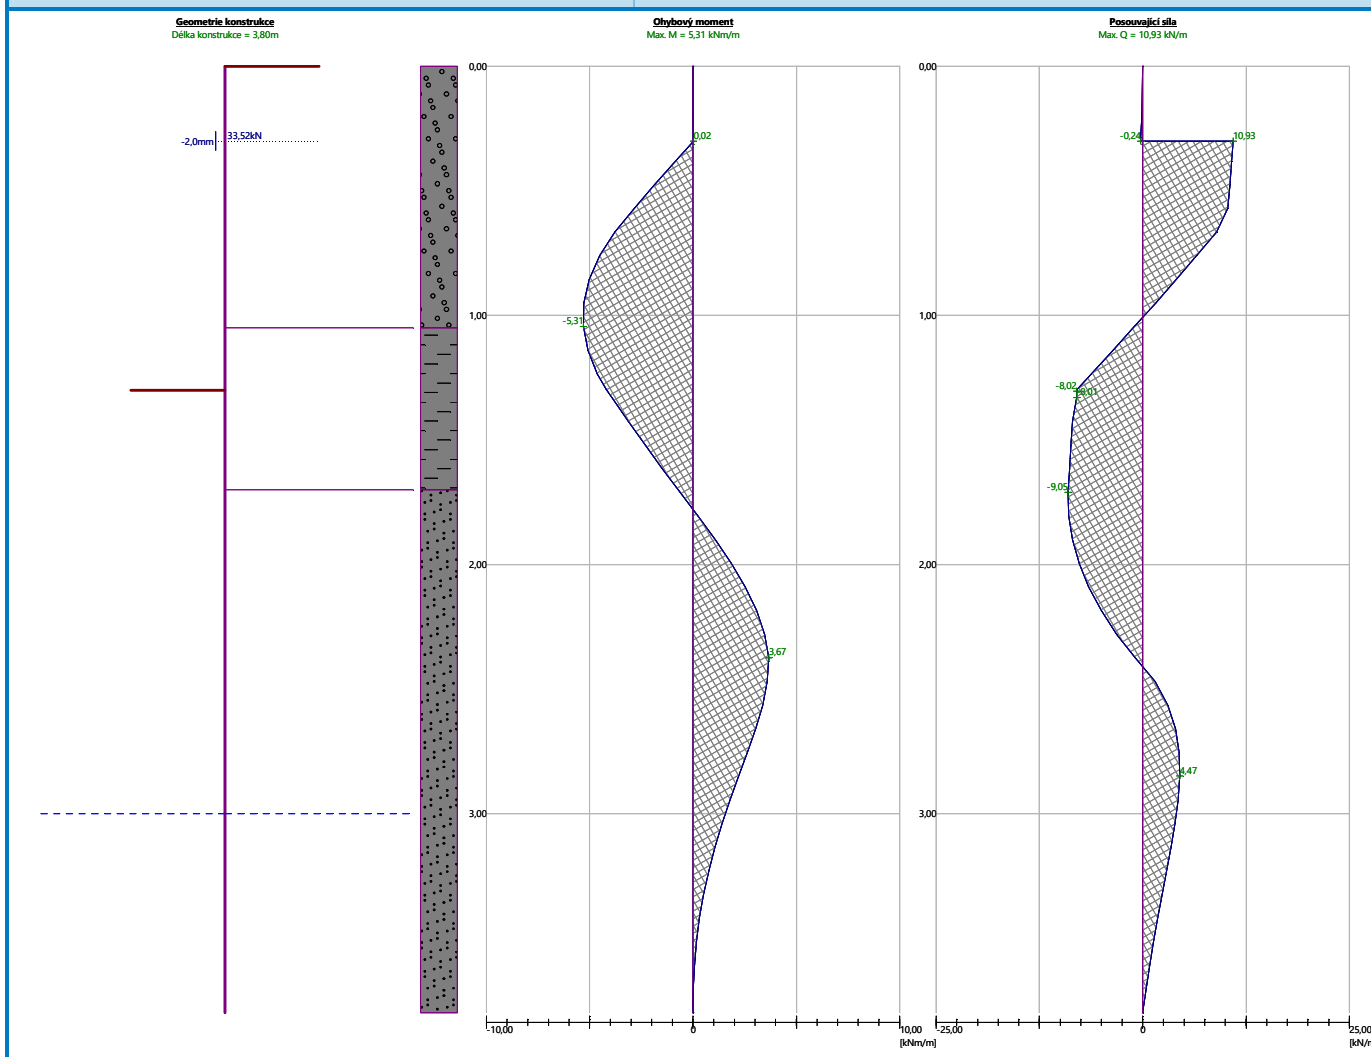 Geometrie konstrukce
Délka konstrukce = 3,80m
Ohybový moment
Max. M = 5,31 kNm/m
Posouvající síla
Max. Q = 10,93 kN/m
0,00
0,00
-2,0mm
33,52kN
0,02
-0,24
10,93
1,00
-5,31
1,00
-8,02
-9,05
2,00
2,00
3,67
4,47
3,00
3,00
-10,00
0
10,00
[kNm/m]
-25,00
0
25,00